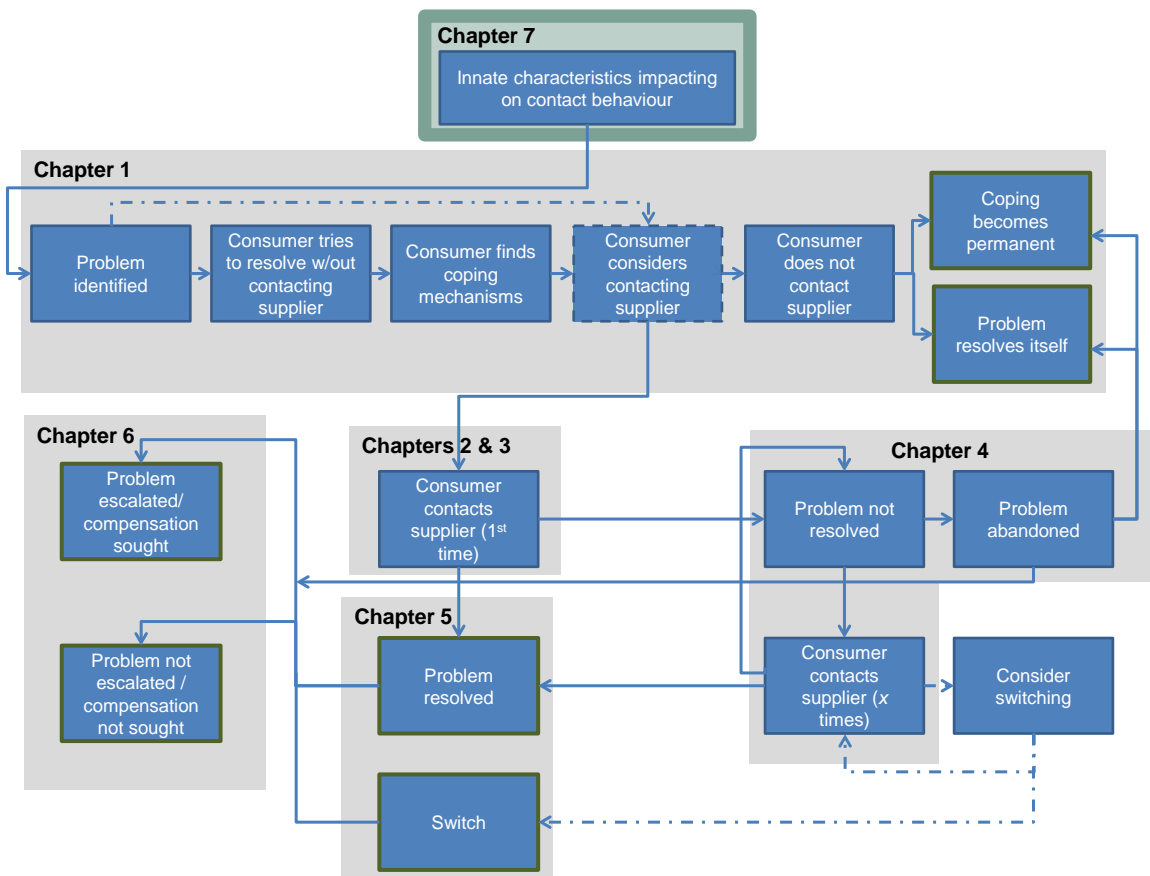 Chapter 7
Innate characteristics impacting
on contact behaviour
Chapter 1
Problem
identified
Consumer tries
to resolve w/out
contacting
supplier
Consumer finds
coping
mechanisms
Consumer
considers
contacting
supplier
Consumer
does not
contact
supplier
Coping
becomes
permanent
Problem
resolves itself
Chapter 6
Problem
escalated/
compensation
sought
Problem not
escalated /
compensation
not sought
Chapters 2 & 3
Consumer
contacts
supplier (1st
time)
Chapter 4
Problem not
resolved
Problem
abandoned
Consumer
contacts
supplier (x
times)
Consider
switching
Chapter 5
Problem
resolved
Switch